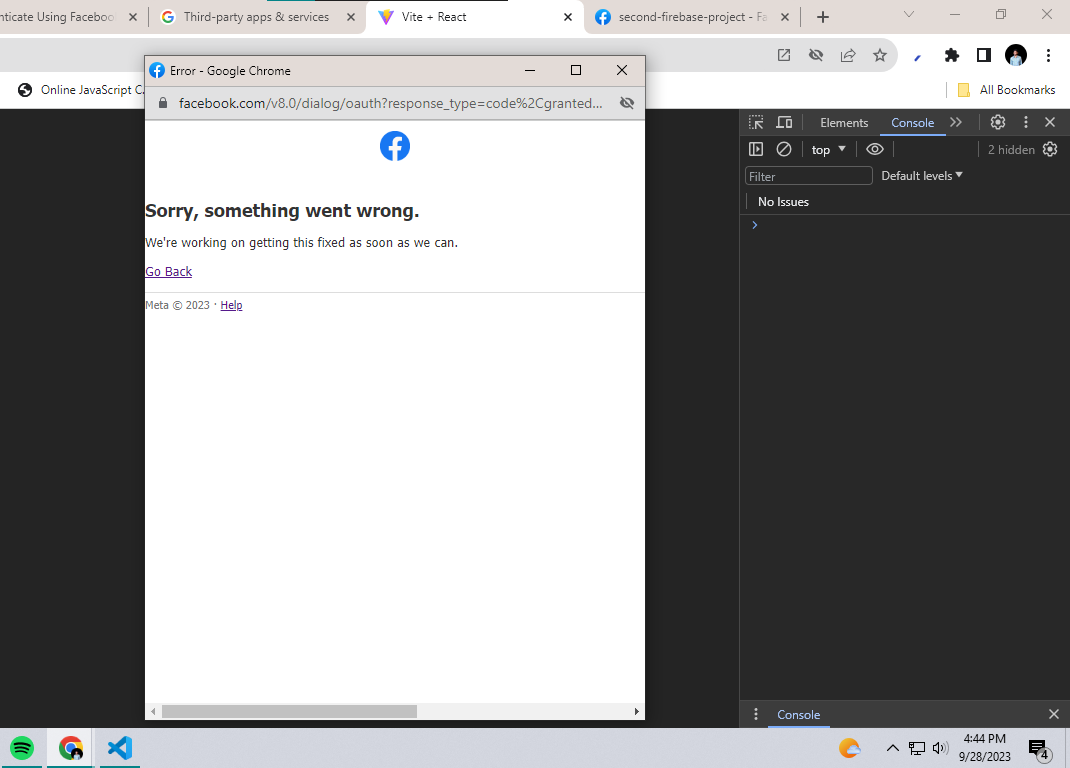 nticate Using Faceboo
Third-party apps & services
Vite + React
second-firebase-project - Fa
Online JavaScript C
All Bookmarks
Error - Google Chrome
facebook.com/v8.0/dialog/oauth?response_type=code%2Cgranted...
Sorry, something went wrong.
We're working on getting this fixed as soon as we can.
Go Back
Meta © 2023 · Help
Elements
Console
top
2 hidden
Filter
Default levels
No Issues
Console
4:44 PM
9/28/2023
4